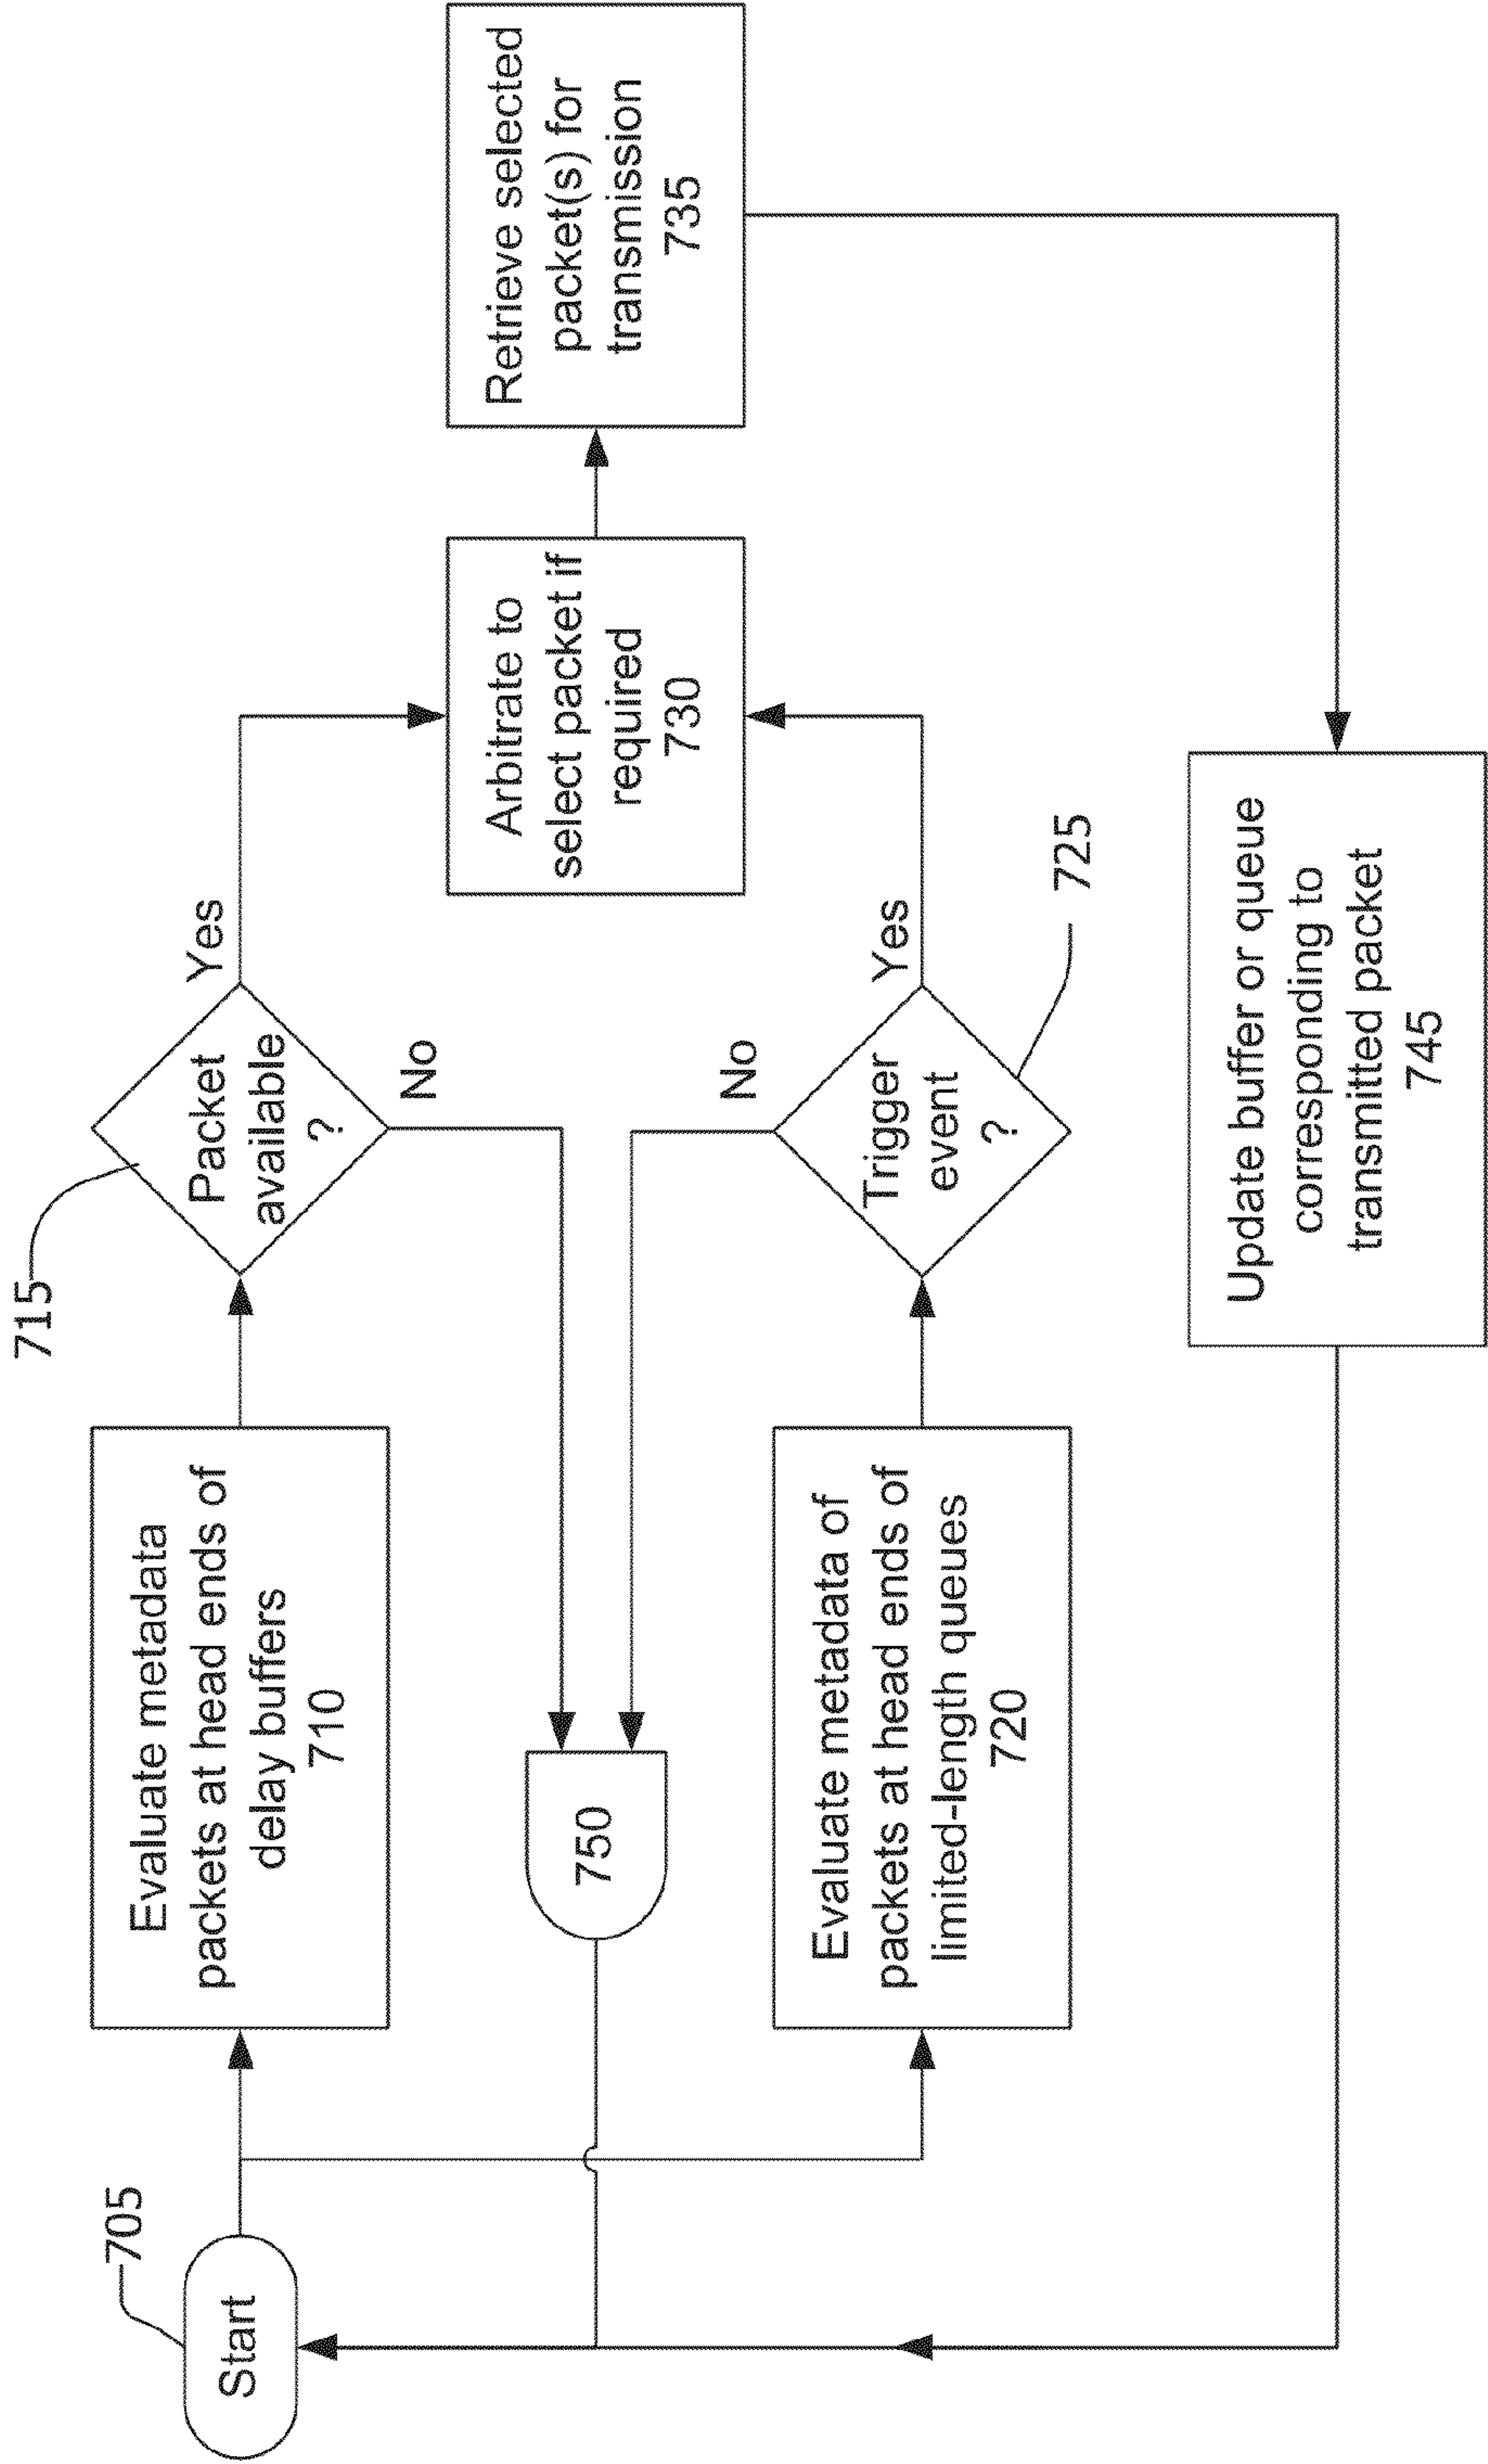 705
Start
Evaluate metadata
packets at head ends of
delay buffers
710
715
Packet
available
?
Yes
No
750
Evaluate metadata of
packets at head ends of
limited-length queues
720
Trigger
event
?
725
Yes
No
Arbitrate to
select packet if
required
730
Retrieve selected
packet(s) for
transmission
735
Update buffer or queue
corresponding to
transmitted packet
745